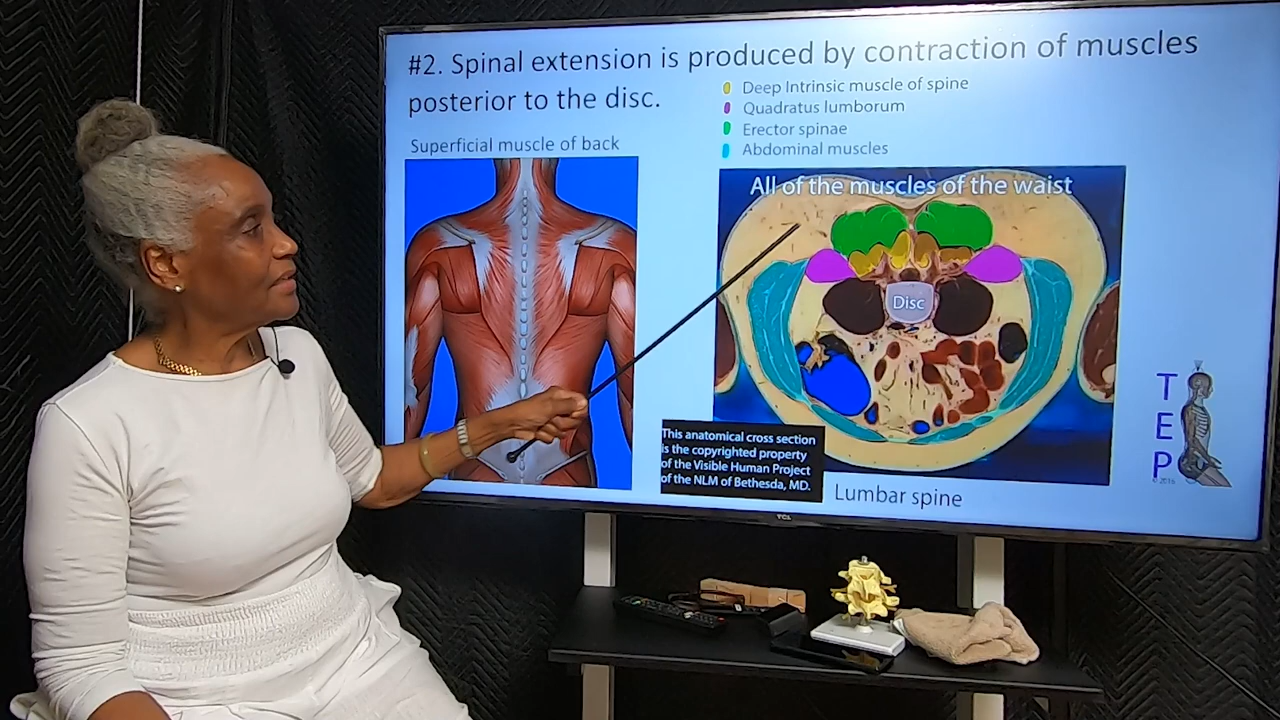 #2. Spinal extension is produced by contraction of muscles
posterior to the disc.
Deep Intrinsic muscle of spine
Quadratus lumborum
Erector spinae
Abdominal muscles
Superficial muscle of back
All of the muscles of the waist
Disc
This anatomical cross section
is the copyrighted property
of the Visible Human Project
of the NLM of Bethesda, MD.
Lumbar spine
T
E
P
© 2016
TCL